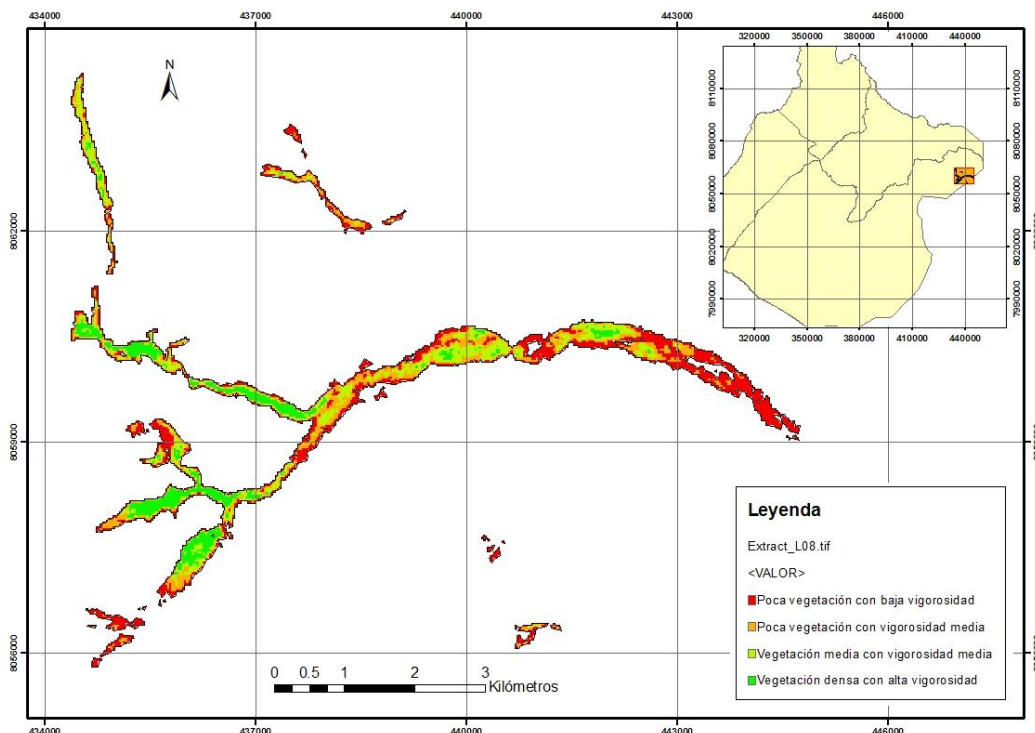 434000 437000 440000 443000 446000
320000 350000 380000 410000 440000
N
8110000 8110000
8080000 8080000
8050000 8050000
8020000 8020000
7990000 7990000
320000 350000 380000 410000 440000
8062000
8059000
8056000
Leyenda
Extract_L08.tif
<VALOR>
Poca vegetación con baja vigorosidad
Poca vegetación con vigorosidad media
Vegetación media con vigorosidad media
Vegetación densa con alta vigorosidad
0 0.5 1 2 3
Kilómetros
434000 437000 440000 443000 446000